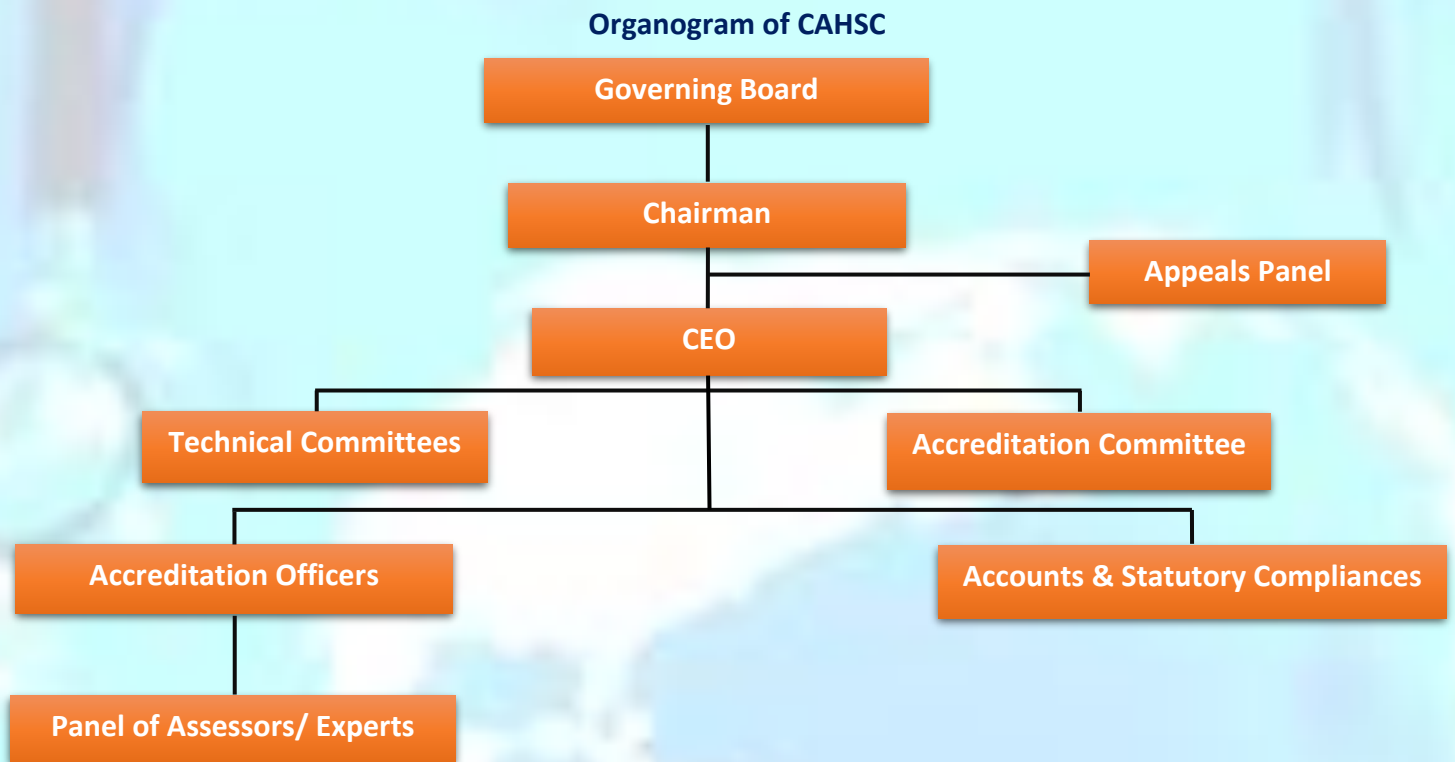 Organogram of CAHSC
Governing Board
Chairman
Appeals Panel
CEO
Technical Committees
Accreditation Committee
Accreditation Officers
Accounts & Statutory Compliances
Panel of Assessors/ Experts